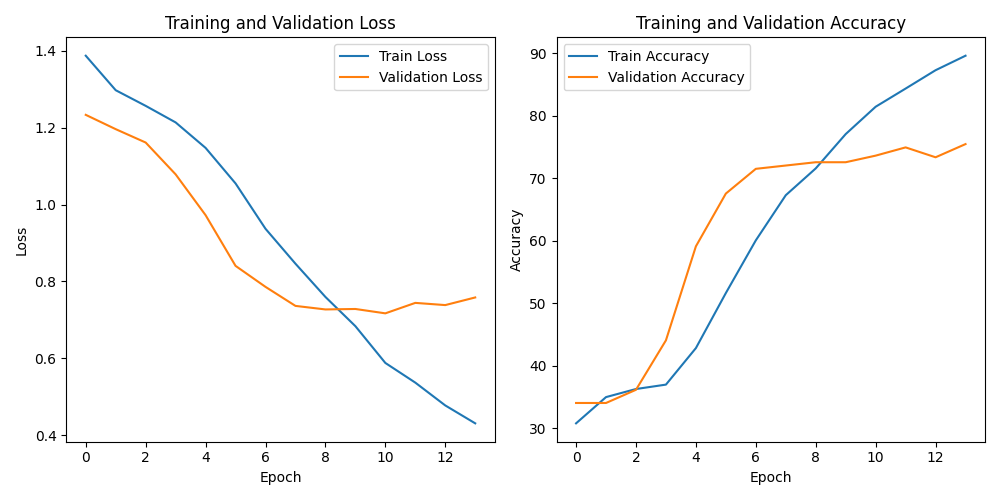 Training and Validation Loss
Loss
1.4
1.2
1.0
0.8
0.6
0.4
Train Loss
Validation Loss
0 2 4 6 8 10 12
Epoch
Training and Validation Accuracy
Accuracy
90
80
70
60
50
40
30
Train Accuracy
Validation Accuracy
0 2 4 6 8 10 12
Epoch